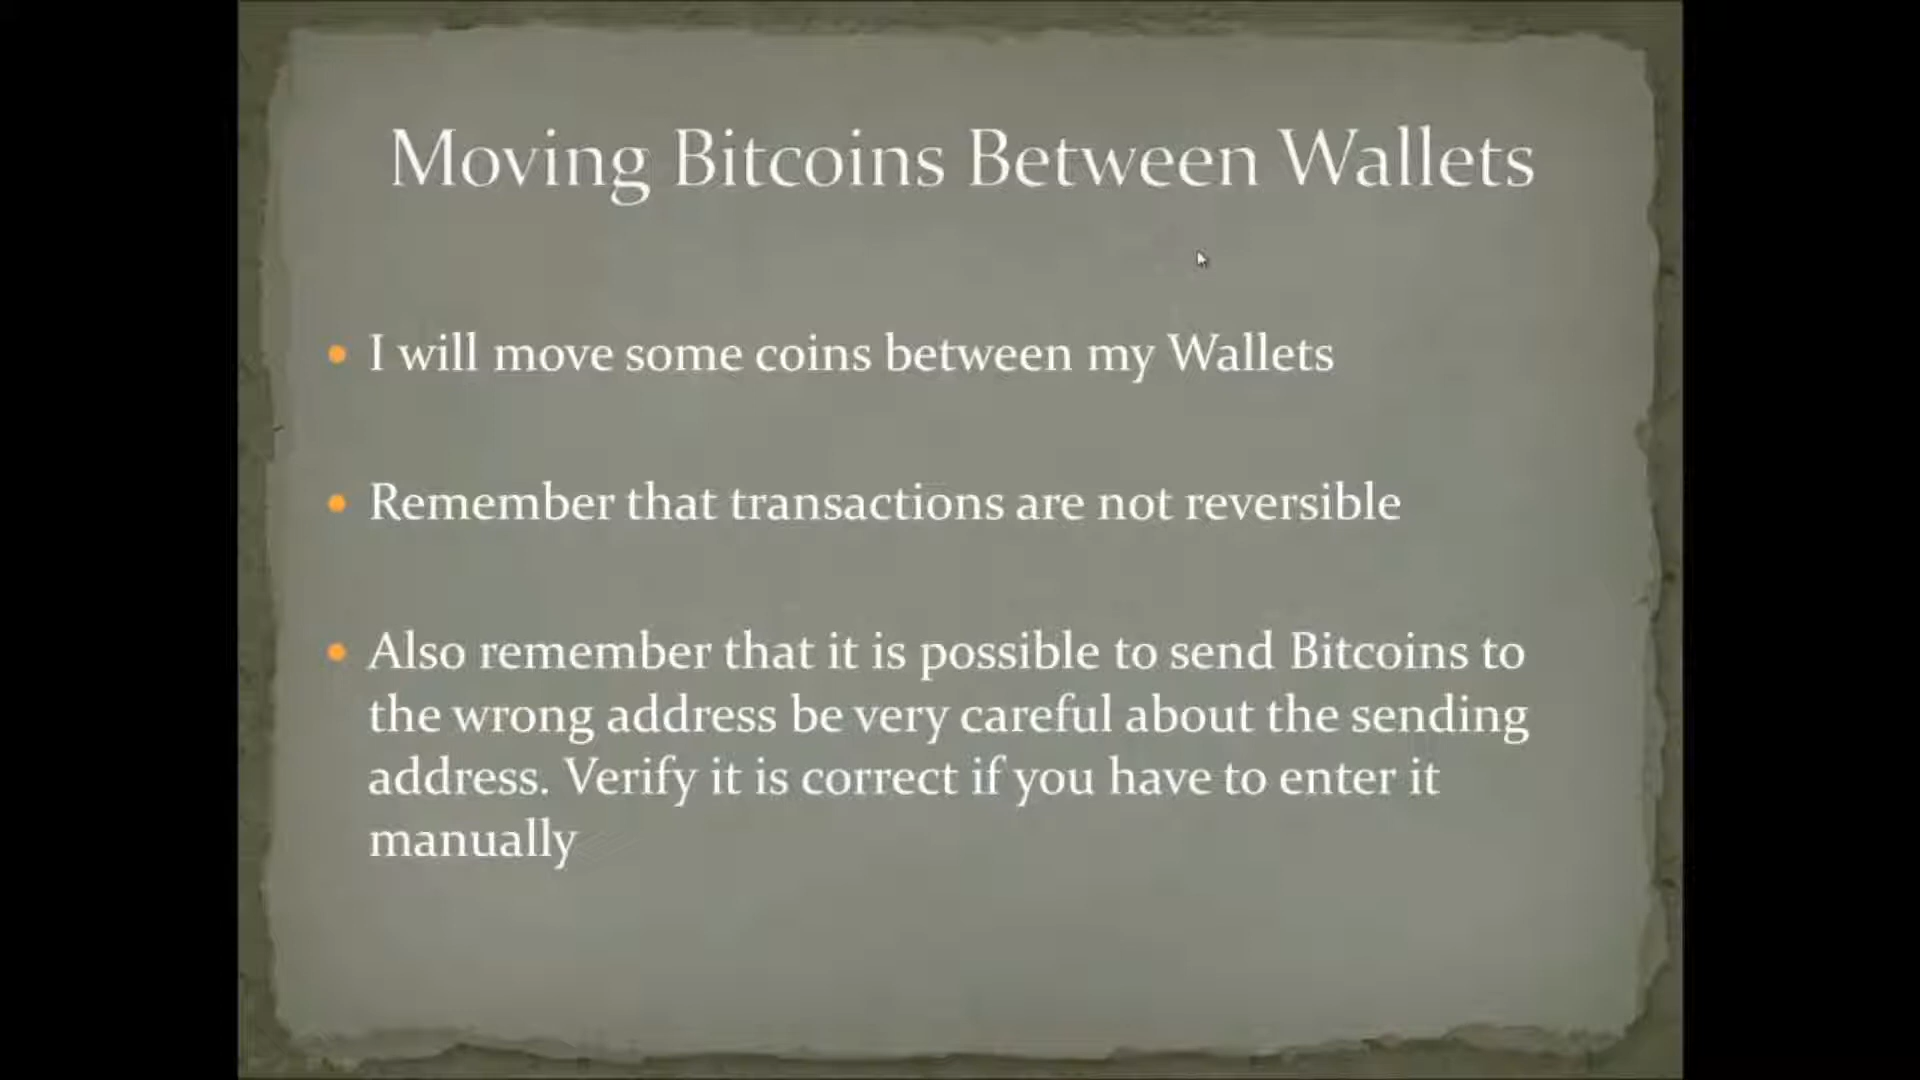 Moving Bitcoins Between Wallets
I will move some coins between my Wallets
Remember that transactions are not reversible
Also remember that it is possible to send Bitcoins to
the wrong address be very careful about the sending
address. Verify it is correct if you have to enter it
manually